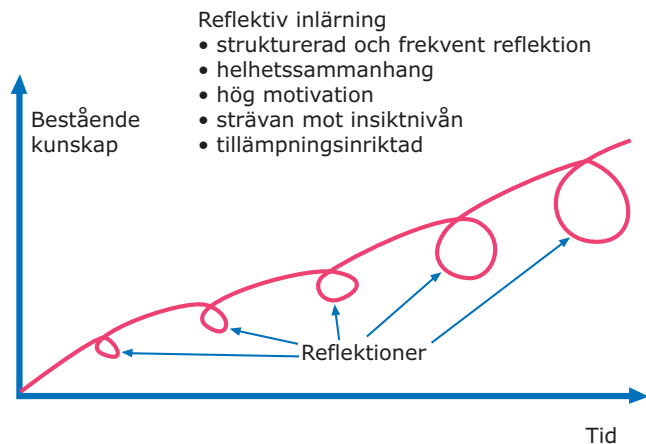 Reflektiv inlärning
• strukturerad och frekvent reflektion
• helhetssammanhang
• hög motivation
• strävan mot insiktnivån
• tillämpningsinriktad
Bestående
kunskap
Reflektioner
Tid